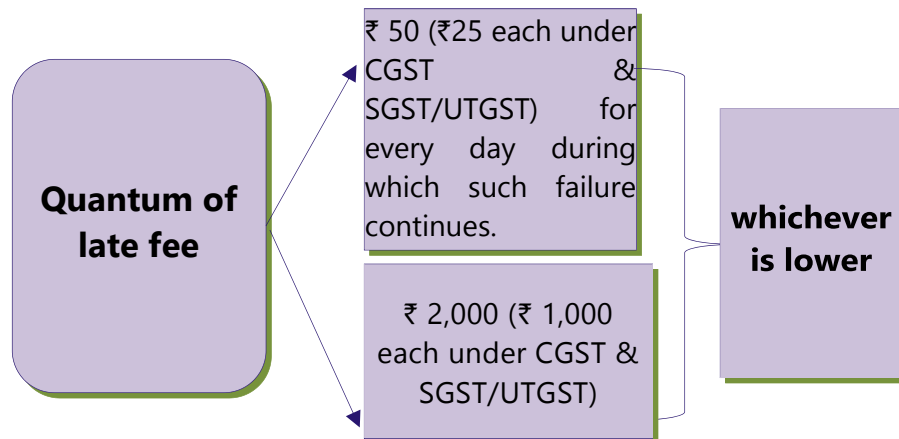 Quantum of
late fee
₹ 50 (₹25 each under
CGST &
SGST/UTGST) for
every day during
which such failure
continues.
₹ 2,000 (₹ 1,000
each under CGST &
SGST/UTGST)
whichever
is lower